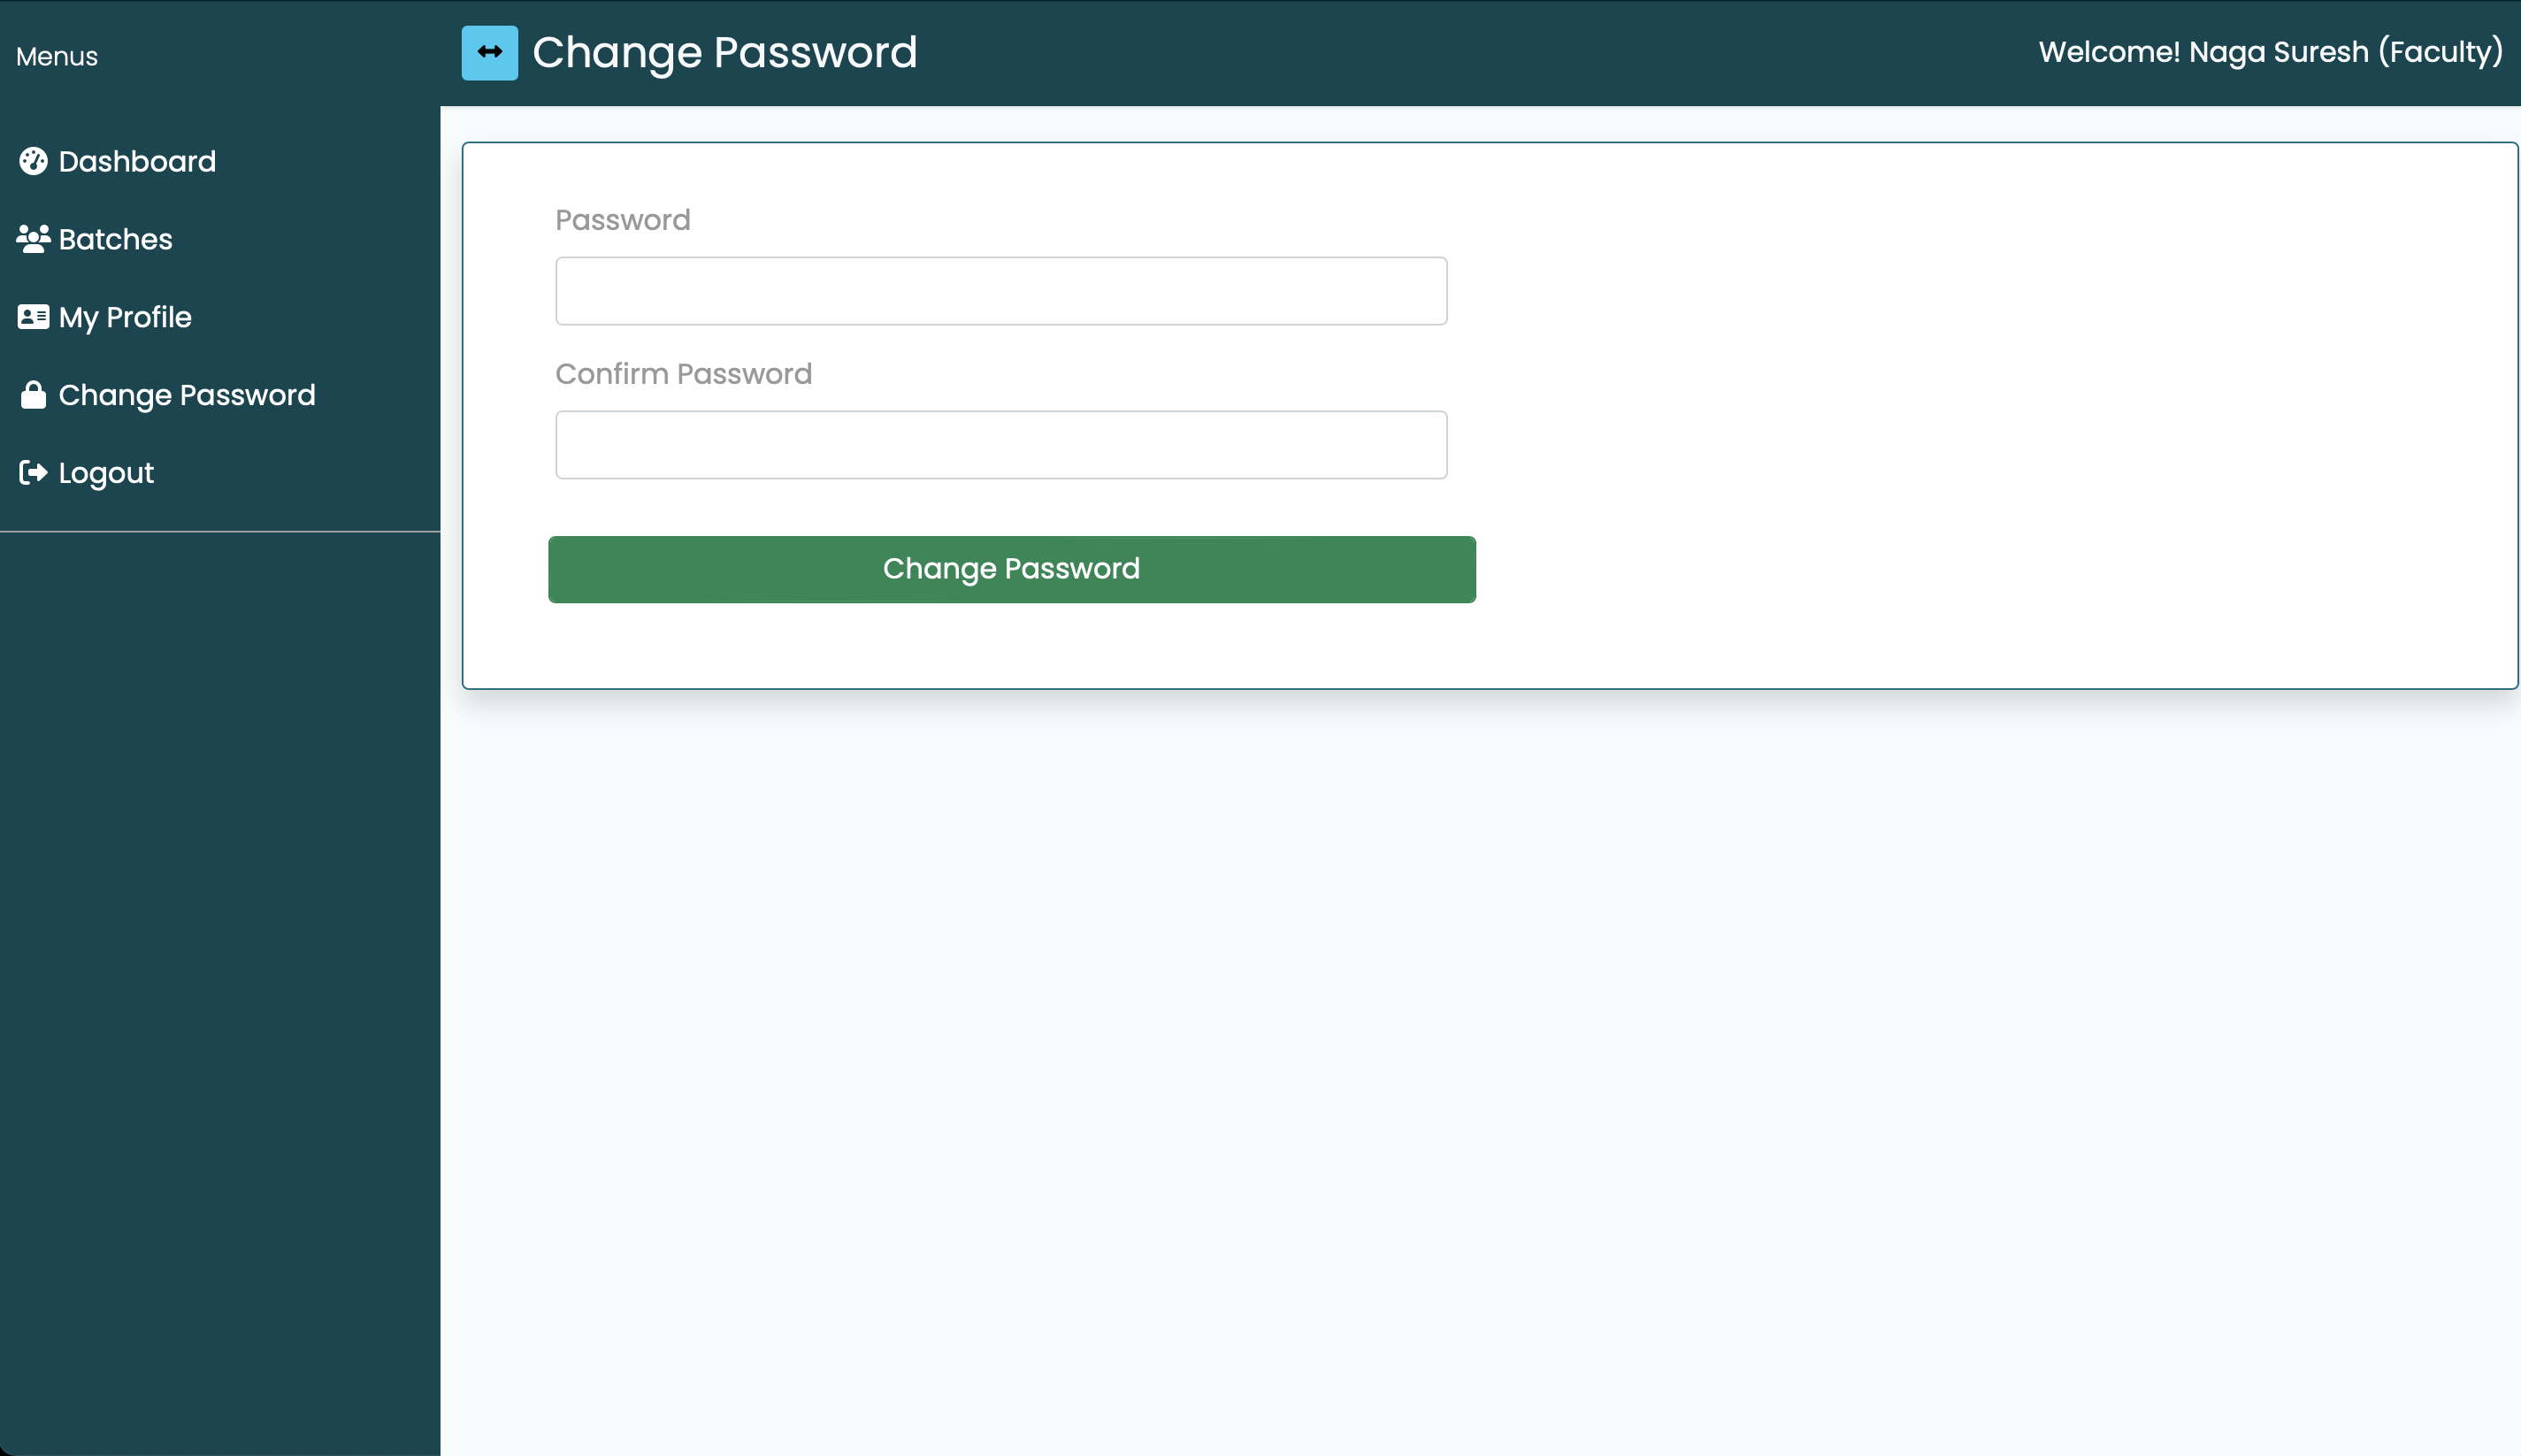 Menus
Dashboard
Batches
My Profile
Change Password
Logout
Change Password
Welcome! Naga Suresh (Faculty)
Password
Confirm Password
Change Password